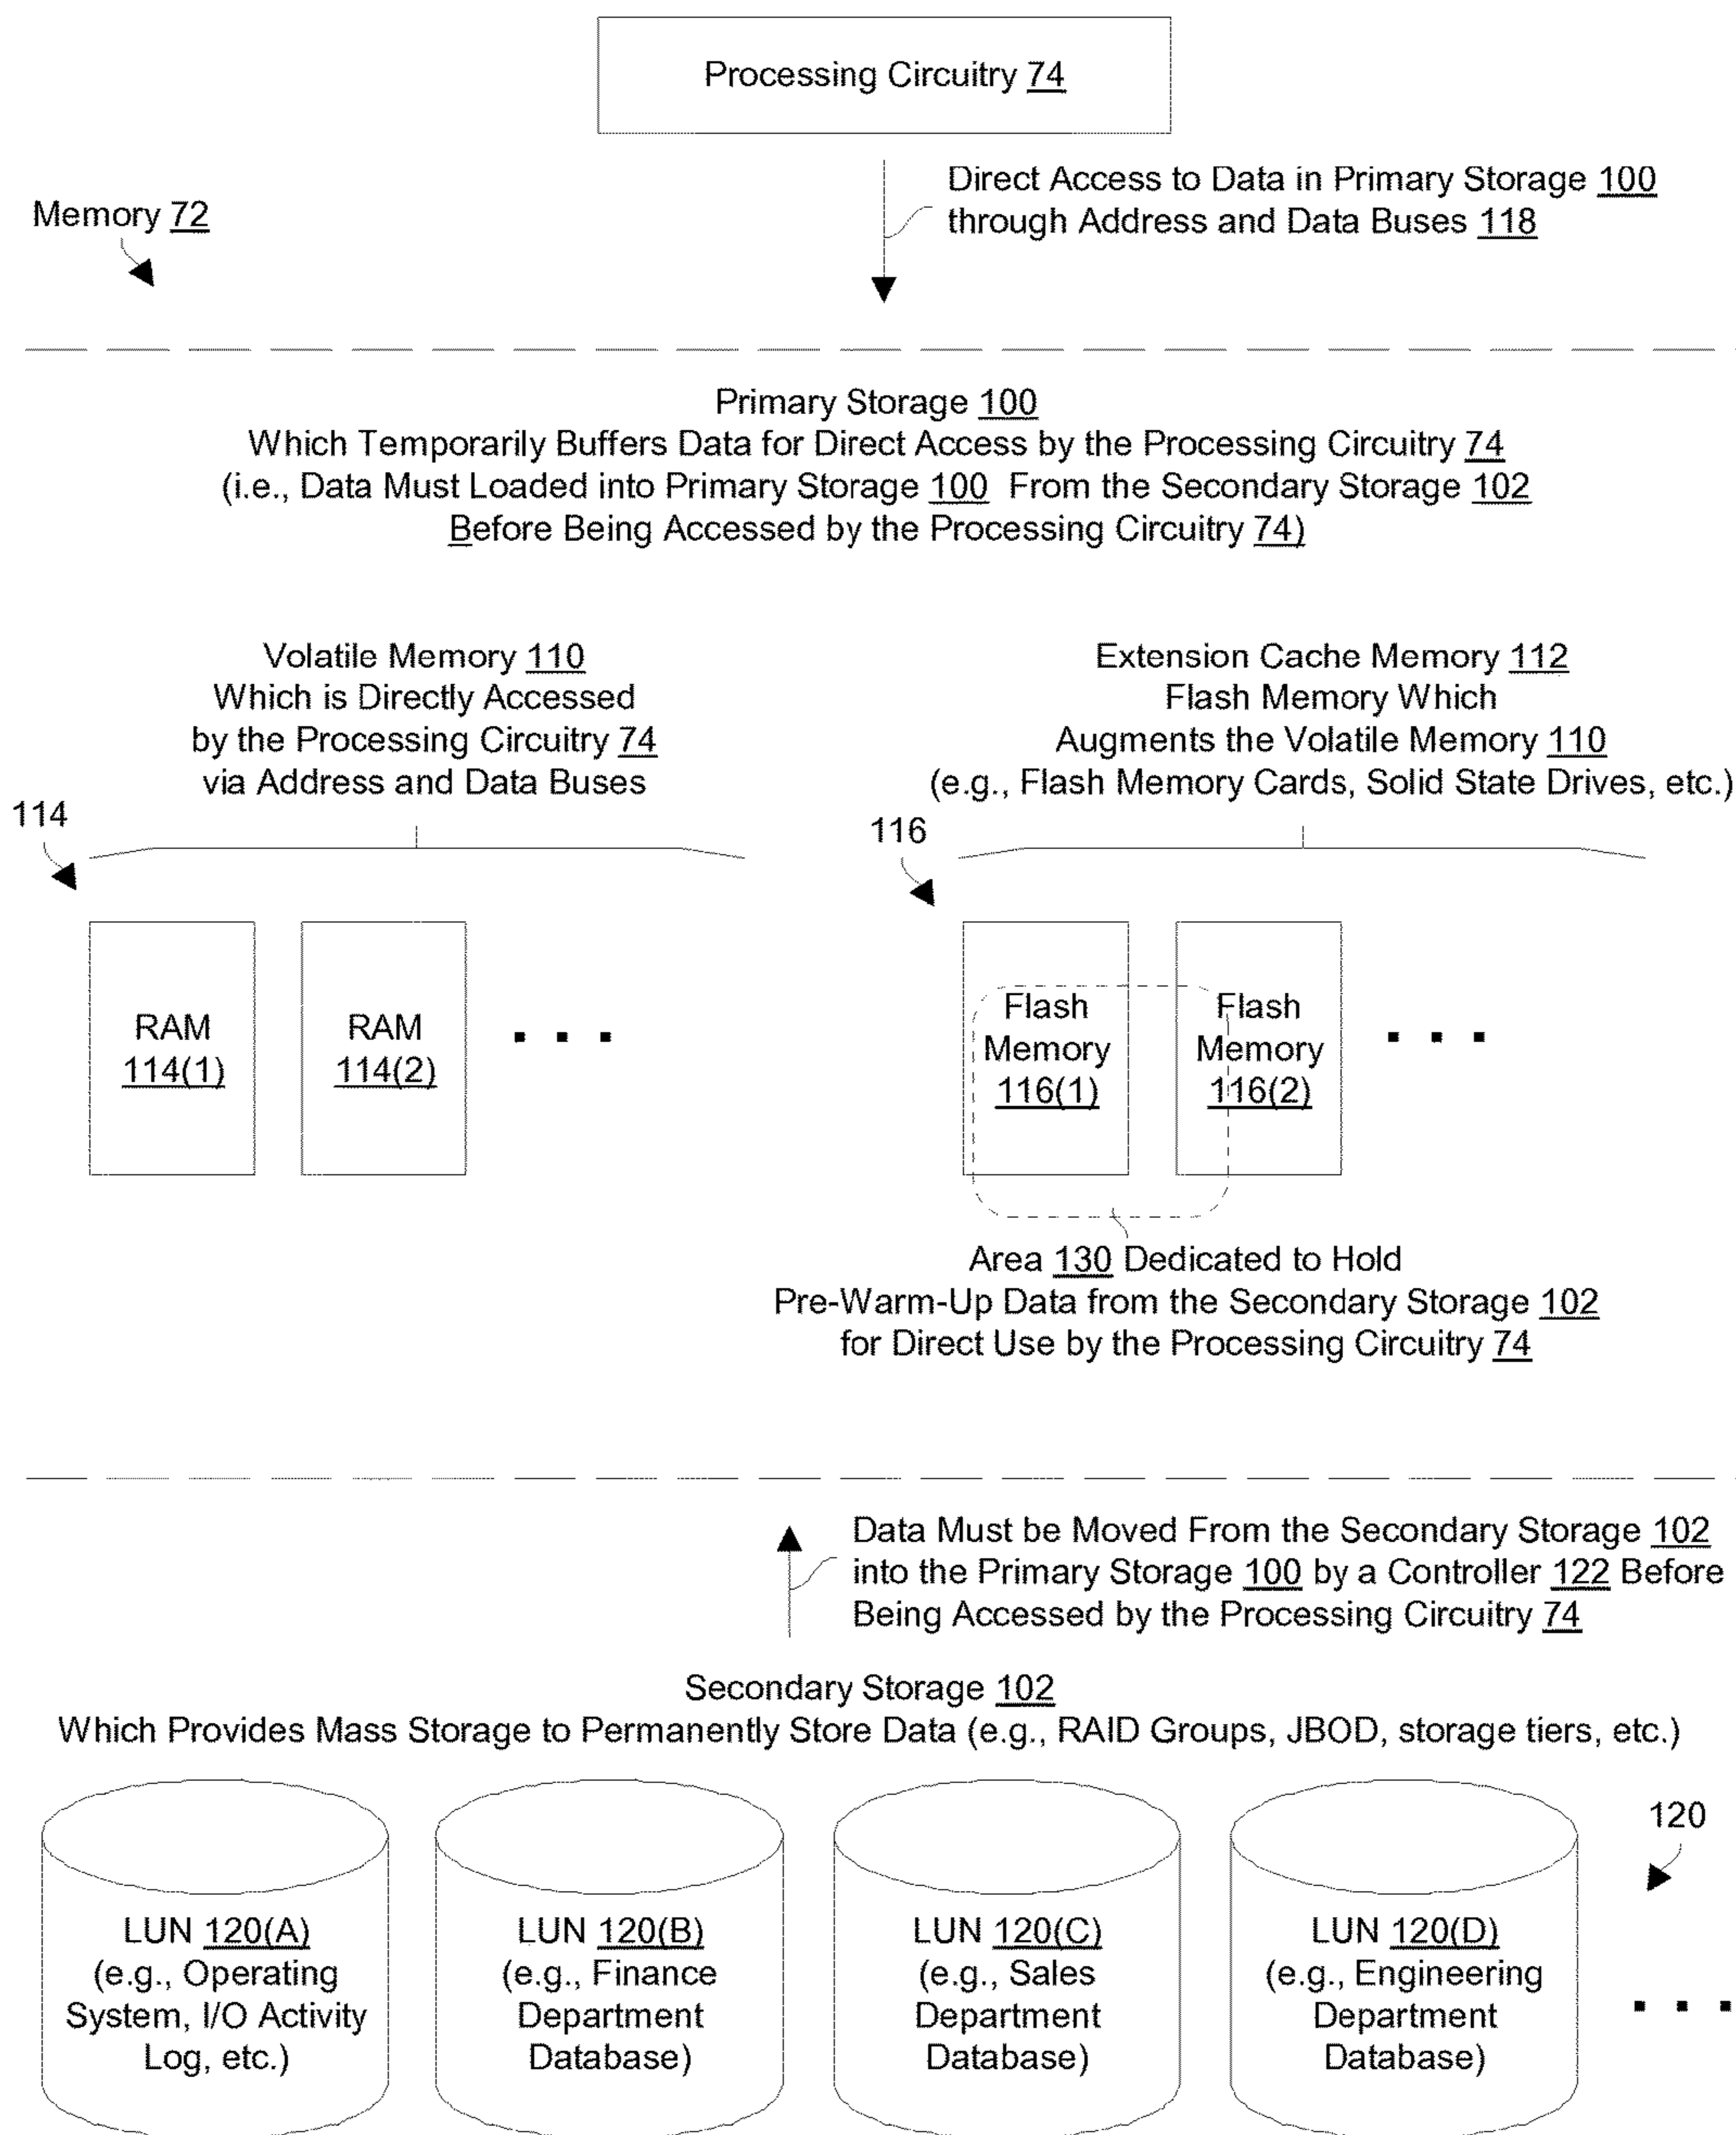 Processing Circuitry 74
Direct Access to Data in Primary Storage 100
through Address and Data Buses 118
Memory 72
Primary Storage 100
Which Temporarily Buffers Data for Direct Access by the Processing Circuitry 74
(i.e., Data Must Loaded into Primary Storage 100 From the Secondary Storage 102
Before Being Accessed by the Processing Circuitry 74)
Volatile Memory 110
Which is Directly Accessed
by the Processing Circuitry 74
via Address and Data Buses
114
Extension Cache Memory 112
Flash Memory Which
Augments the Volatile Memory 110
(e.g., Flash Memory Cards, Solid State Drives, etc.)
116
RAM
114(1)
RAM
114(2)
. . .
Flash
Memory
116(1)
Flash
Memory
116(2)
. . .
Area 130 Dedicated to Hold
Pre-Warm-Up Data from the Secondary Storage 102
for Direct Use by the Processing Circuitry 74
Data Must be Moved From the Secondary Storage 102
into the Primary Storage 100 by a Controller 122 Before
Being Accessed by the Processing Circuitry 74
Secondary Storage 102
Which Provides Mass Storage to Permanently Store Data (e.g., RAID Groups, JBOD, storage tiers, etc.)
120
LUN 120(A)
(e.g., Operating
System, I/O Activity
Log, etc.)
LUN 120(B)
(e.g., Finance
Department
Database)
LUN 120(C)
(e.g., Sales
Department
Database)
LUN 120(D)
(e.g., Engineering
Department
Database)
. . .